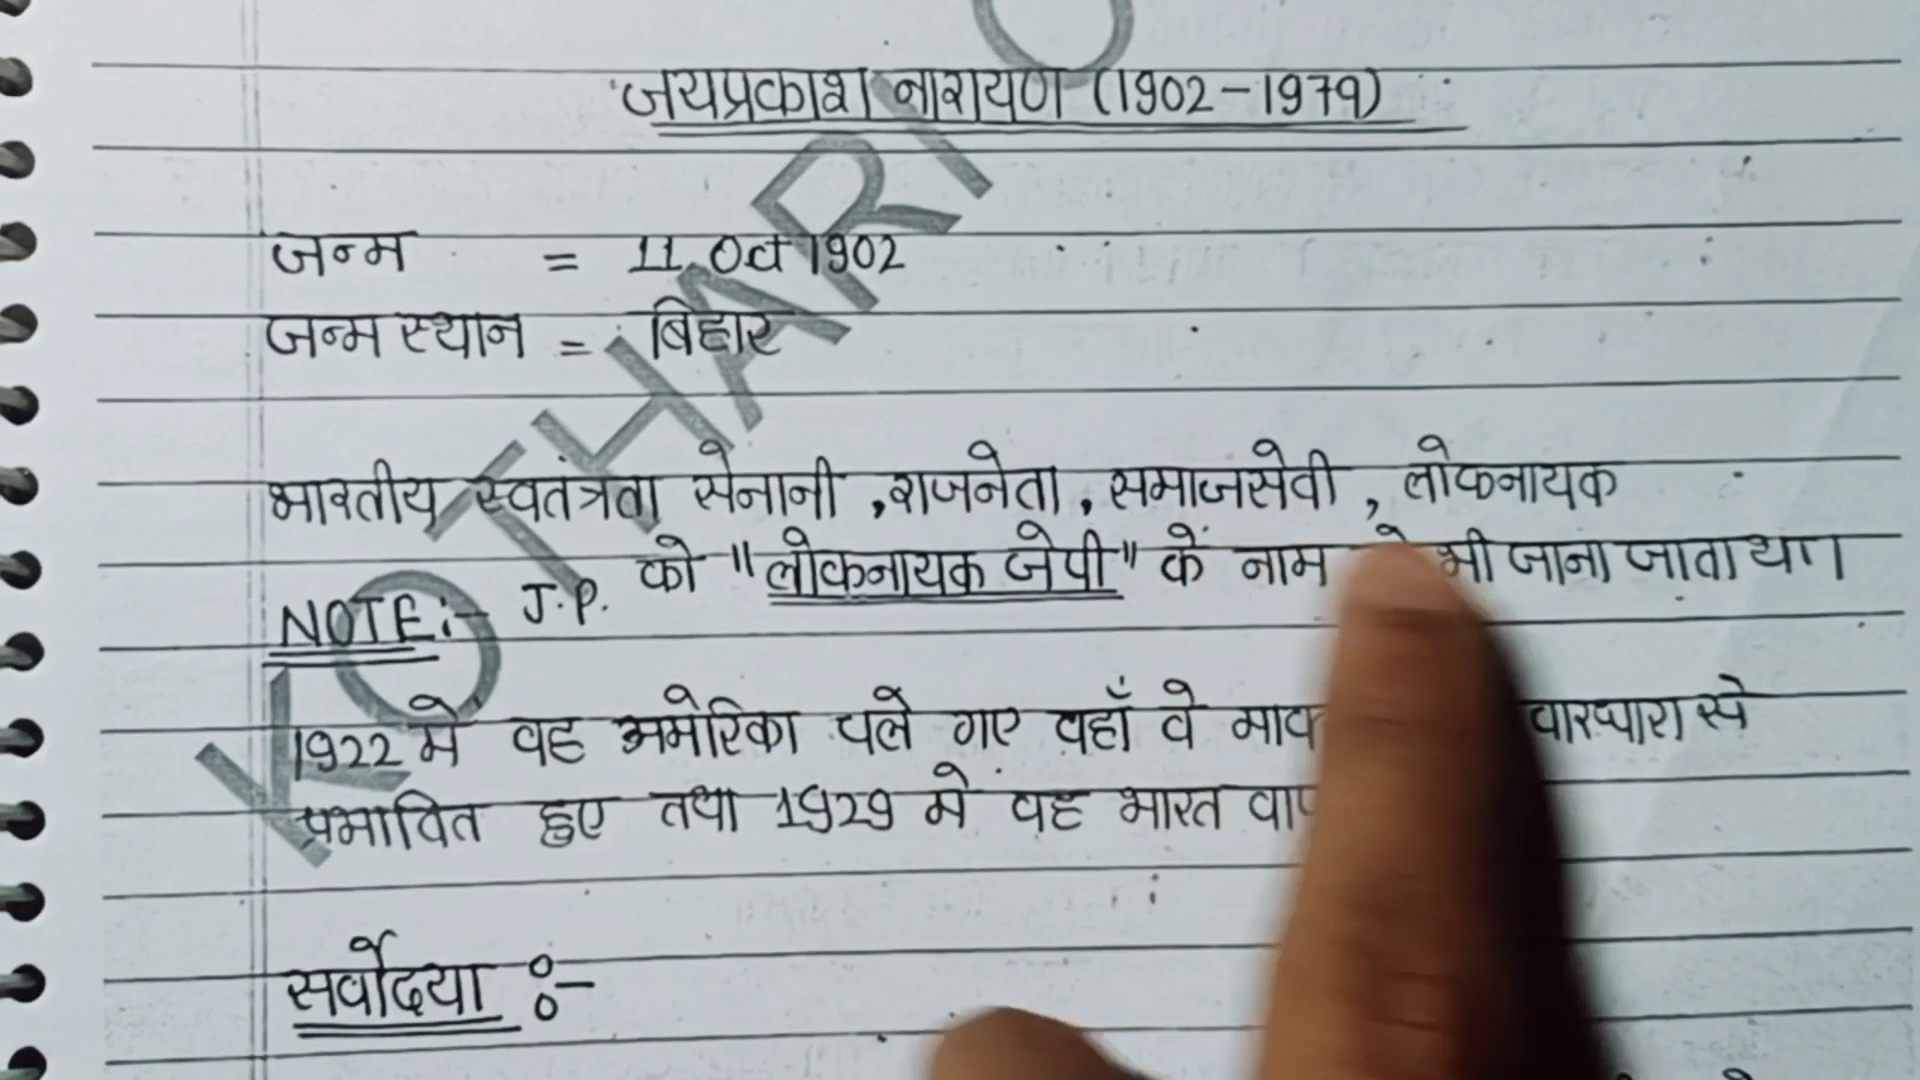 जयप्रकाश नारायण (1902-1979)
जन्म = 11 Oct 1902
जन्म स्थान = बिहार
भारतीय स्वतंत्रता सेनानी, राजनेता, समाजसेवी, लोकनायक
NOTE:- J.P. को "लोकनायक जेपी" के नाम भी जाना जाता था।
1922 में वह अमेरिका चले गए वहाँ वे से
प्रभावित हुए तथा 1929 में वह भारत
सर्वोदया :-
KOTHARI